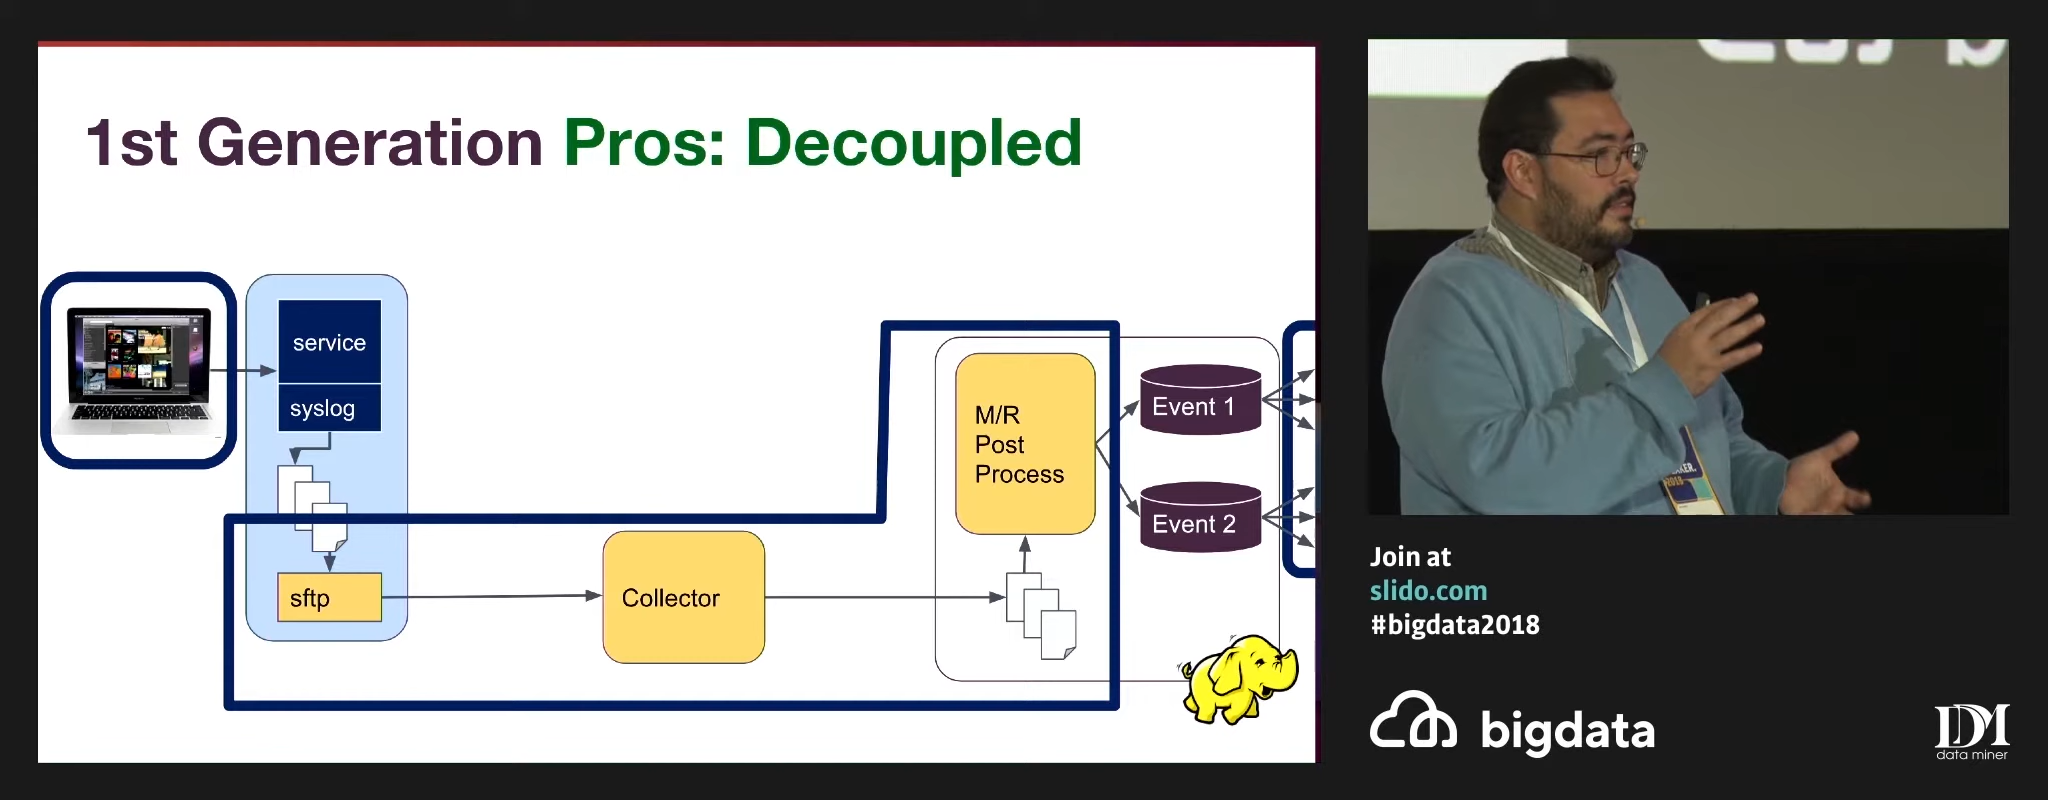 1st Generation Pros: Decoupled
service
syslog
sftp
Collector
M/R
Post
Process
Event 1
Event 2
Join at
slido.com
#bigdata2018
bigdata
DM
data miner